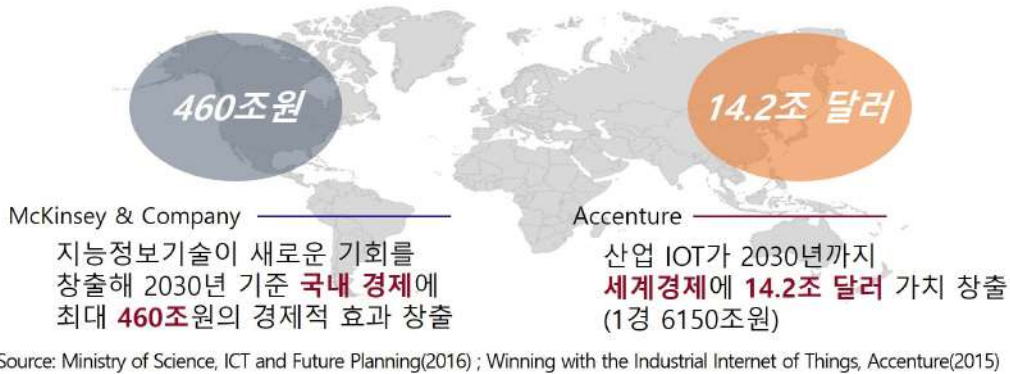 460조원
14.2조 달러
McKinsey & Company
지능정보기술이 새로운 기회를
창출해 2030년 기준 국내 경제에
최대 460조원의 경제적 효과 창출
Accenture
산업 IOT가 2030년까지
세계경제에 14.2조 달러 가치 창출
(1경 6150조원)
Source: Ministry of Science, ICT and Future Planning(2016) ; Winning with the Industrial Internet of Things, Accenture(2015)